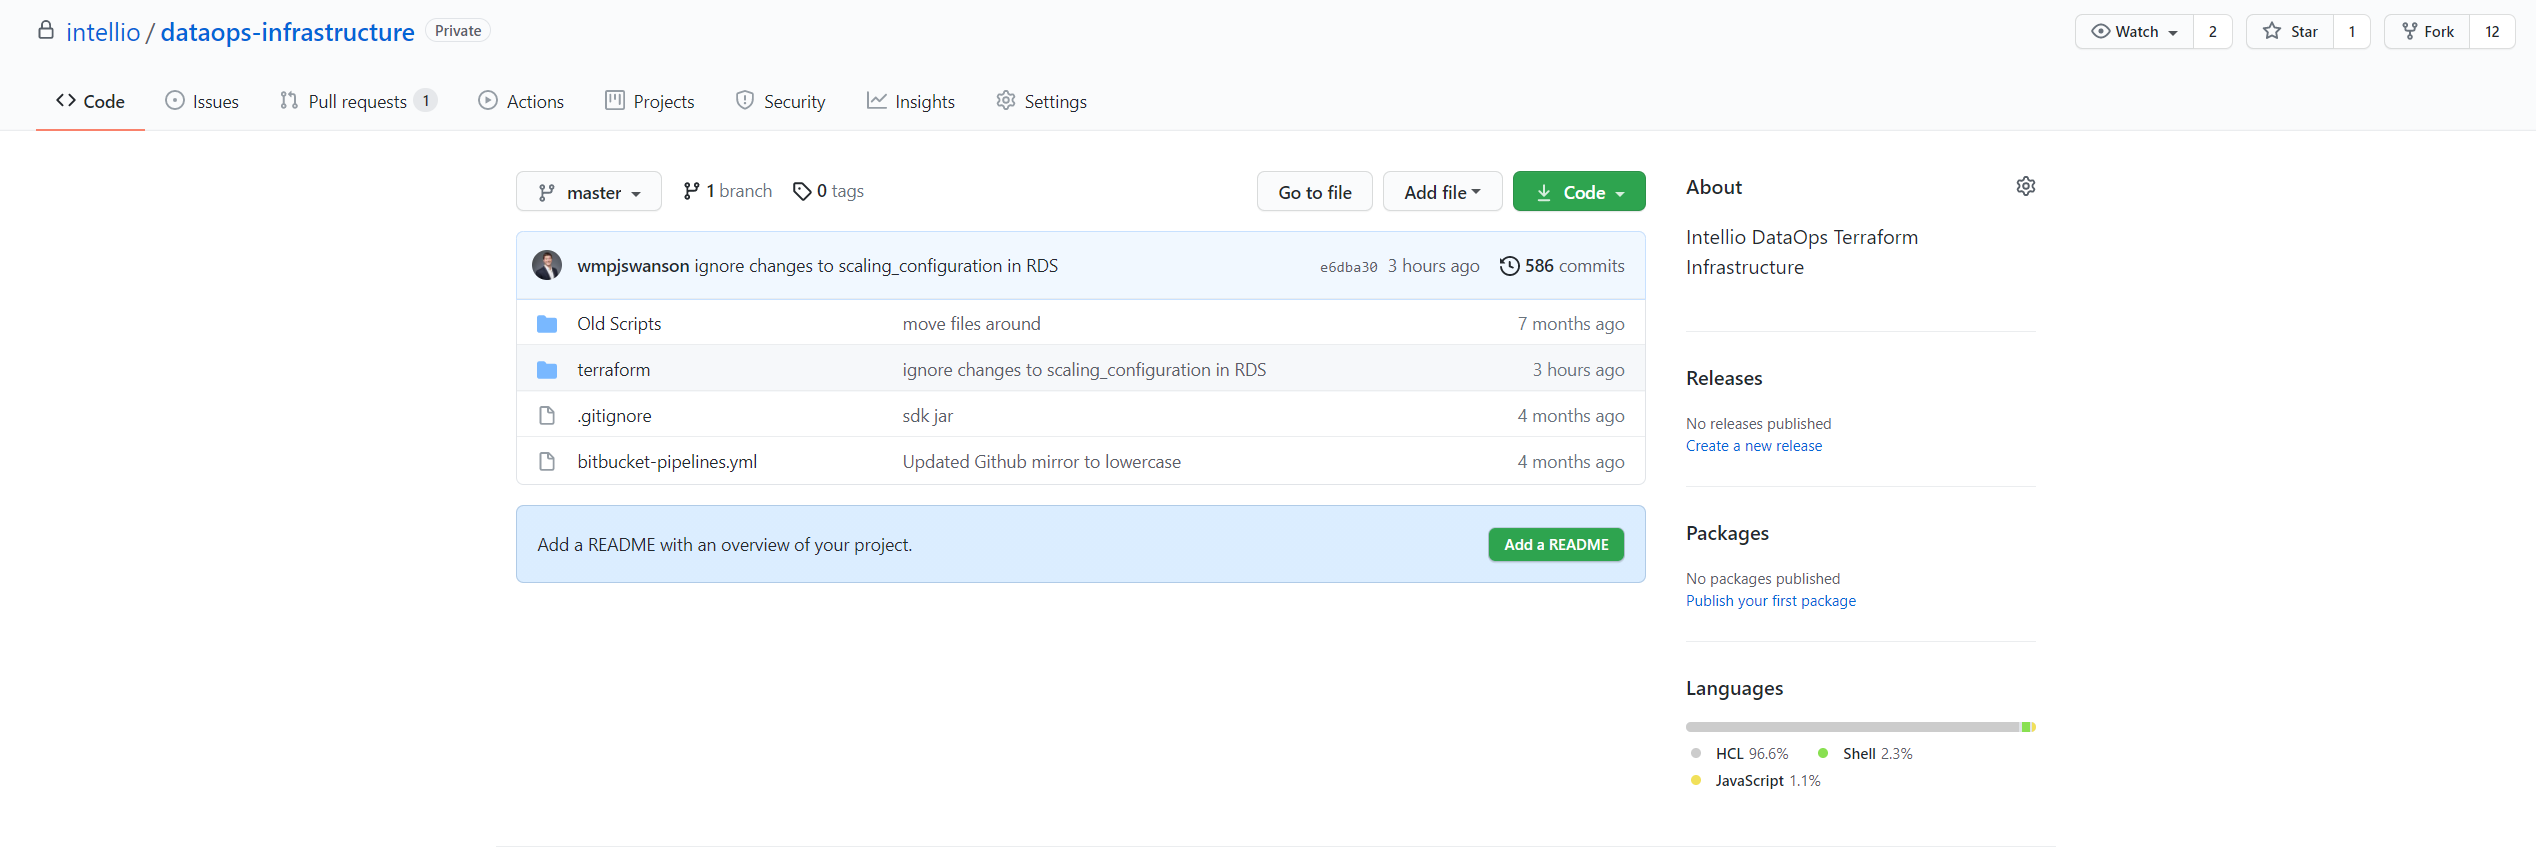 intellio / dataops-infrastructure Private
Watch 2 Star 1 Fork 12
Code Issues Pull requests 1 Actions Projects Security Insights Settings
master 1 branch 0 tags Go to file Add file Code
wmpjswanson ignore changes to scaling_configuration in RDS e6dba30 3 hours ago 586 commits
Old Scripts move files around 7 months ago
terraform ignore changes to scaling_configuration in RDS 3 hours ago
.gitignore sdk jar 4 months ago
bitbucket-pipelines.yml Updated Github mirror to lowercase 4 months ago
Add a README with an overview of your project. Add a README
About
Intellio DataOps Terraform
Infrastructure
Releases
No releases published
Create a new release
Packages
No packages published
Publish your first package
Languages
HCL 96.6% Shell 2.3%
JavaScript 1.1%